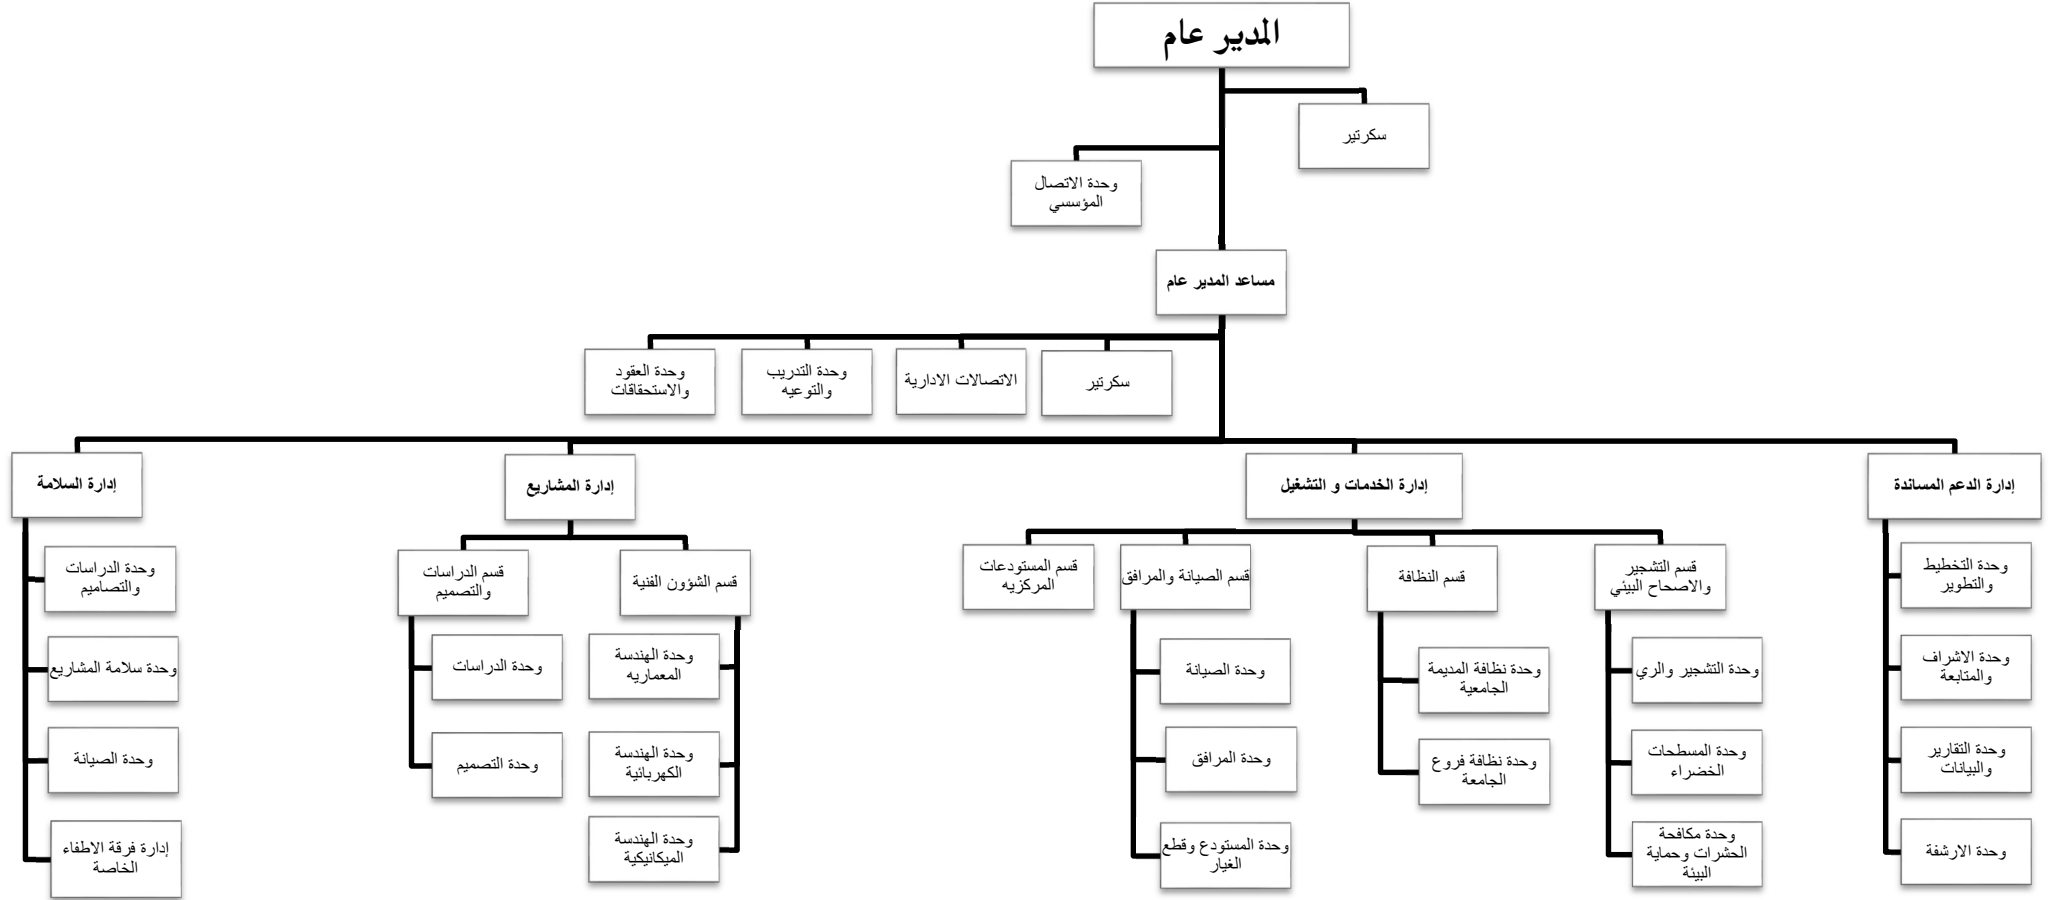 المدير عام
سكرتير
وحدة الاتصال
المؤسسي
مساعد المدير عام
سكرتير
الاتصالات الادارية
وحدة التدريب
والتوعيه
وحدة العقود
والاستحقاقات
إدارة الدعم المساندة
إدارة الخدمات و التشغيل
إدارة المشاريع
إدارة السلامة
وحدة التخطيط
والتطوير
وحدة الاشراف
والمتابعة
وحدة التقارير
والبيانات
وحدة الارشفة
قسم التشجير
والاصحاح البيئي
وحدة التشجير والري
وحدة المسطحات
الخضراء
وحدة مكافحة
الحشرات وحماية
البيئة
قسم النظافة
وحدة نظافة المديمة
الجامعية
وحدة نظافة فروع
الجامعة
قسم الصيانة والمرافق
وحدة الصيانة
وحدة المرافق
وحدة المستودع وقطع
الغيار
قسم المستودعات
المركزيه
قسم الشؤون الفنية
وحدة الهندسة
المعماريه
وحدة الهندسة
الكهربائية
وحدة الهندسة
الميكانيكية
قسم الدراسات
والتصميم
وحدة الدراسات
وحدة التصميم
وحدة الدراسات
والتصاميم
وحدة سلامة المشاريع
وحدة الصيانة
إدارة فرقة الاطفاء
الخاصة